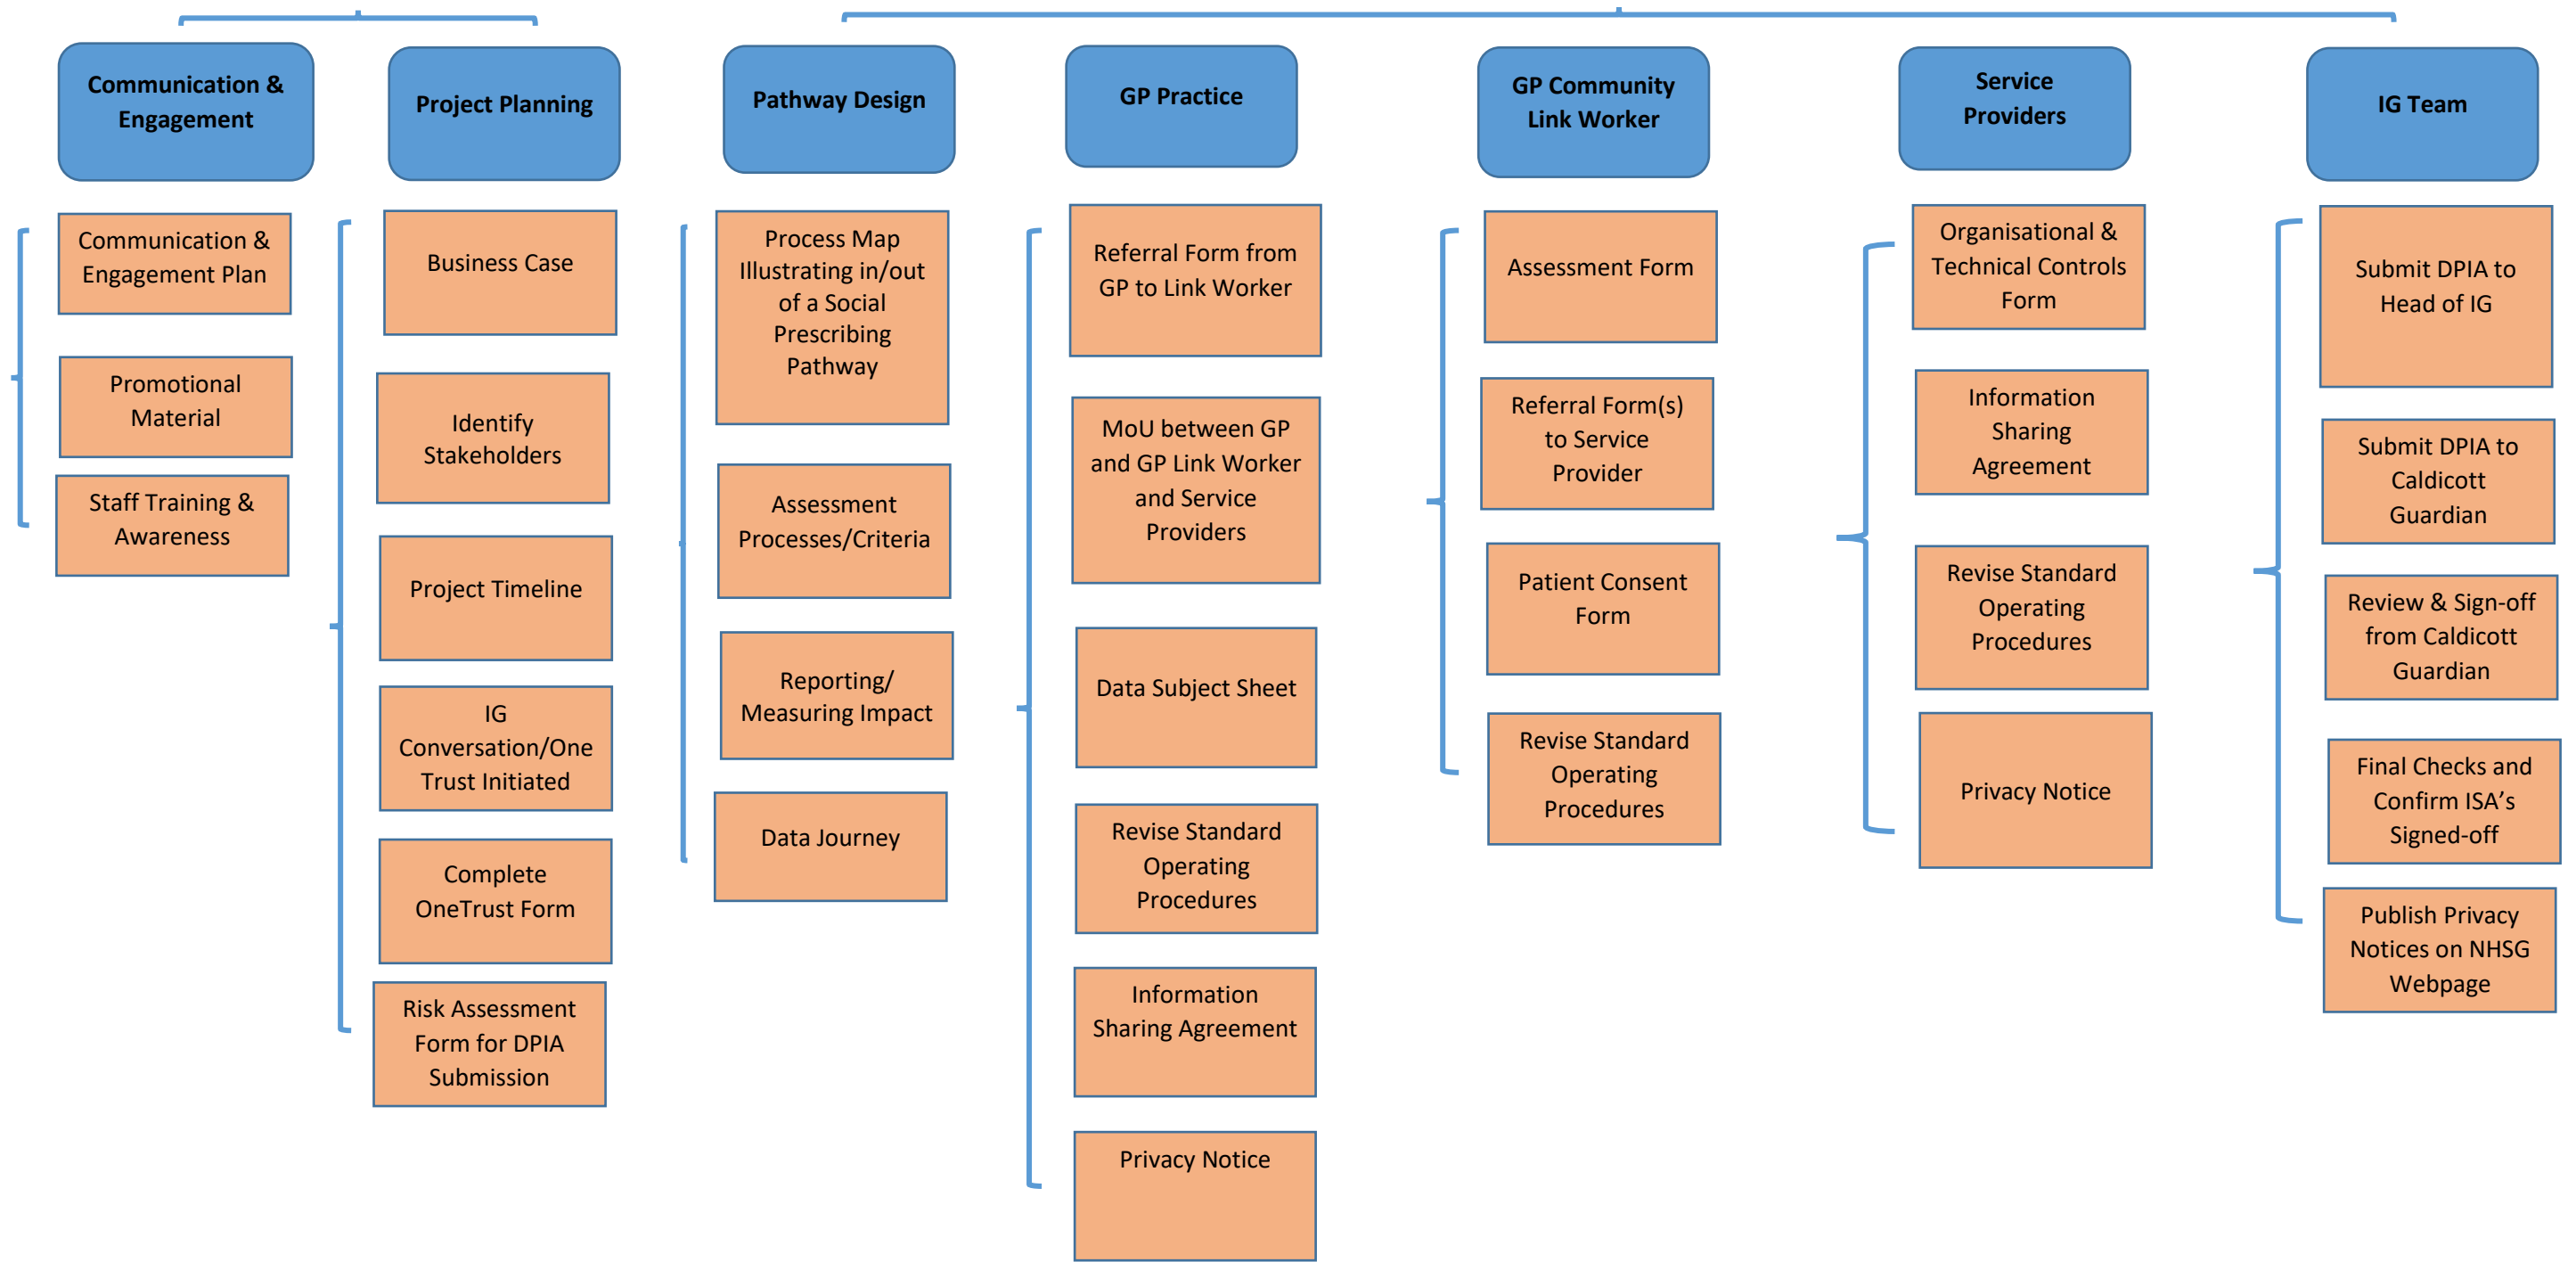 Communication &
Engagement
Project Planning
Pathway Design
GP Practice
GP Community
Link Worker
Service
Providers
IG Team
Communication &
Engagement Plan
Promotional
Material
Staff Training &
Awareness
Business Case
Identify
Stakeholders
Project Timeline
IG
Conversation/One
Trust Initiated
Complete
OneTrust Form
Risk Assessment
Form for DPIA
Submission
Process Map
Illustrating in/out
of a Social
Prescribing
Pathway
Assessment
Processes/Criteria
Reporting/
Measuring Impact
Data Journey
Referral Form from
GP to Link Worker
MoU between GP
and GP Link Worker
and Service
Providers
Data Subject Sheet
Revise Standard
Operating
Procedures
Information
Sharing Agreement
Privacy Notice
Assessment Form
Referral Form(s)
to Service
Provider
Patient Consent
Form
Revise Standard
Operating
Procedures
Organisational &
Technical Controls
Form
Information
Sharing
Agreement
Revise Standard
Operating
Procedures
Privacy Notice
Submit DPIA to
Head of IG
Submit DPIA to
Caldicott
Guardian
Review & Sign-off
from Caldicott
Guardian
Final Checks and
Confirm ISA’s
Signed-off
Publish Privacy
Notices on NHSG
Webpage